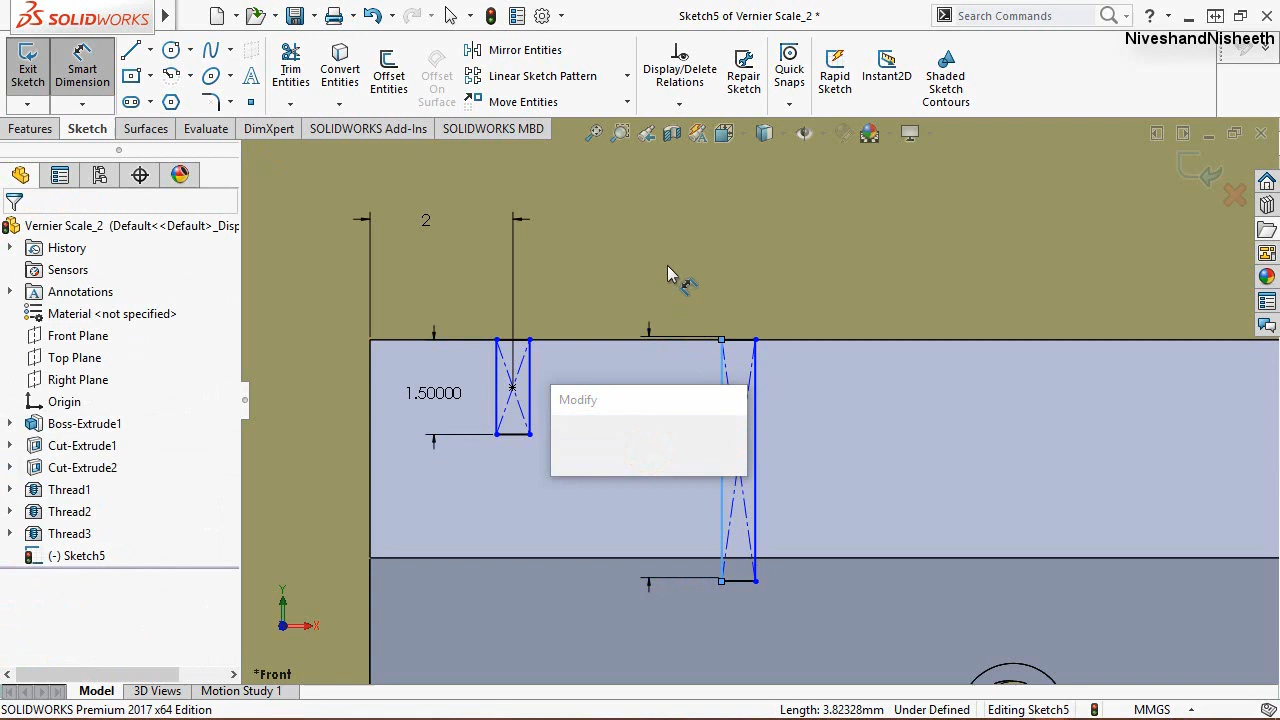 SOLIDWORKS
Sketch5 of Vernier Scale_2 *
Search Commands
?
NiveshandNisheeth
Exit Sketch
Smart Dimension
Trim Entities
Convert Entities
Offset Entities
Offset On Surface
Mirror Entities
Linear Sketch Pattern
Move Entities
Display/Delete Relations
Repair Sketch
Quick Snaps
Rapid Sketch
Instant2D
Shaded Sketch Contours
Features
Sketch
Surfaces
Evaluate
DimXpert
SOLIDWORKS Add-Ins
SOLIDWORKS MBD
Vernier Scale_2 (Default<<Default>_Disp
History
Sensors
Annotations
Material <not specified>
Front Plane
Top Plane
Right Plane
Origin
Boss-Extrude1
Cut-Extrude1
Cut-Extrude2
Thread1
Thread2
Thread3
(-) Sketch5
2
1.50000
Modify
Y
X
*Front
Model
3D Views
Motion Study 1
SOLIDWORKS Premium 2017 x64 Edition
Length: 3.82328mm
Under Defined
Editing Sketch5
MMGS